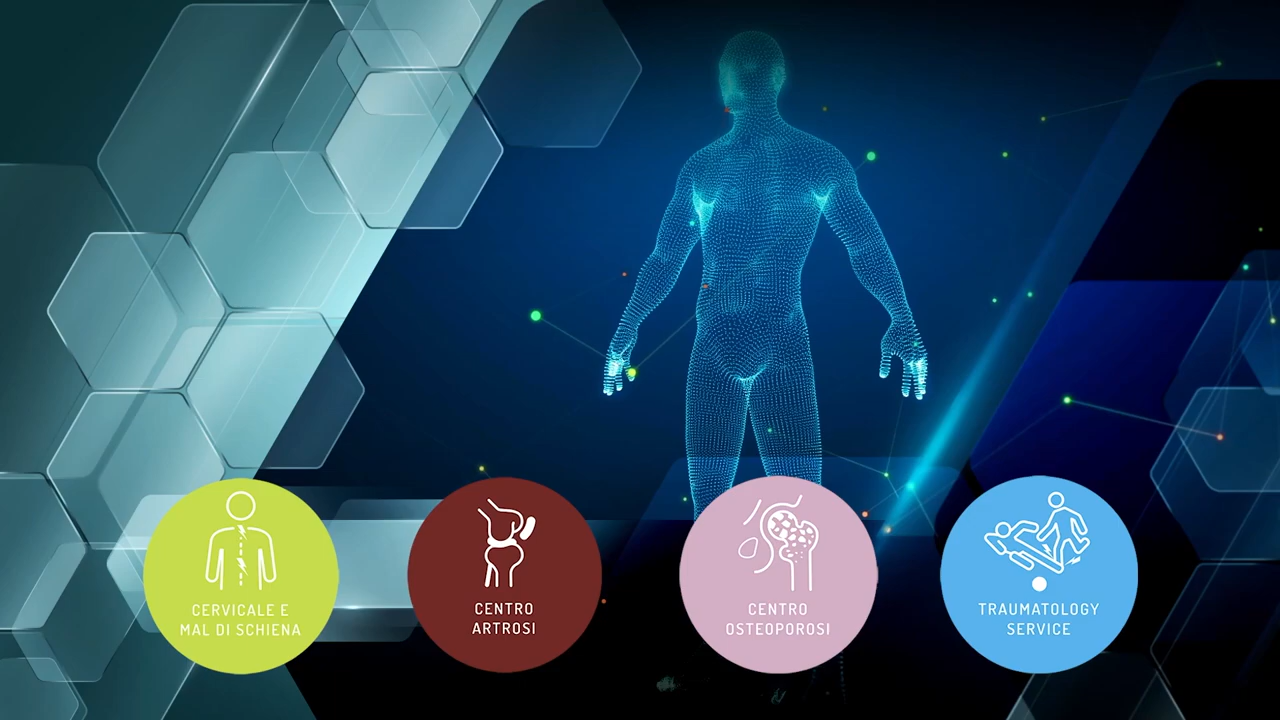 CERVICALE E
MAL DI SCHIENA
CENTRO
ARTROSI
CENTRO
OSTEOPOROSI
TRAUMATOLOGY
SERVICE